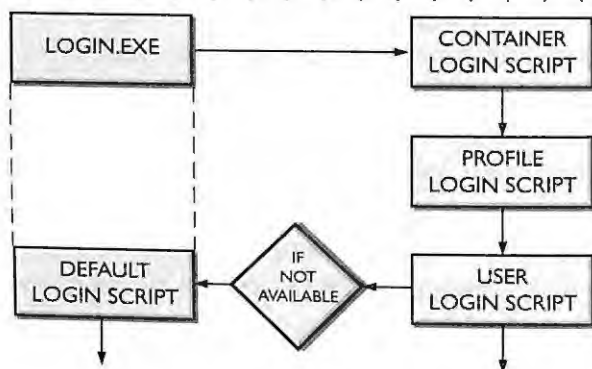 LOGIN.EXE
CONTAINER
LOGIN SCRIPT
PROFILE
LOGIN SCRIPT
USER
LOGIN SCRIPT
IF
NOT
AVAILABLE
DEFAULT
LOGIN SCRIPT